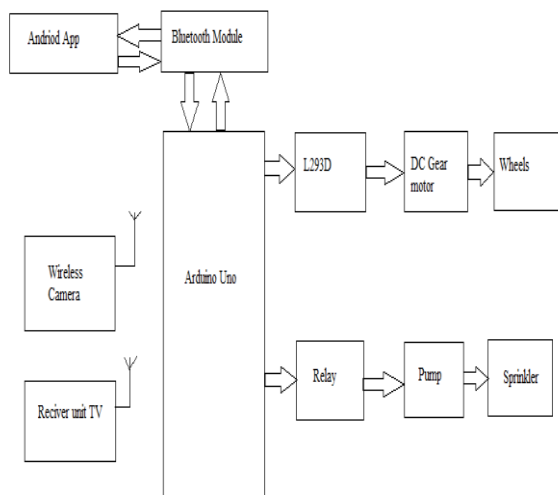 Andriod App
Bluetooth Module
L293D
DC Gear
motor
Wheels
Wireless
Camera
Arduino Uno
Relay
Pump
Sprinkler
Reciver unit TV